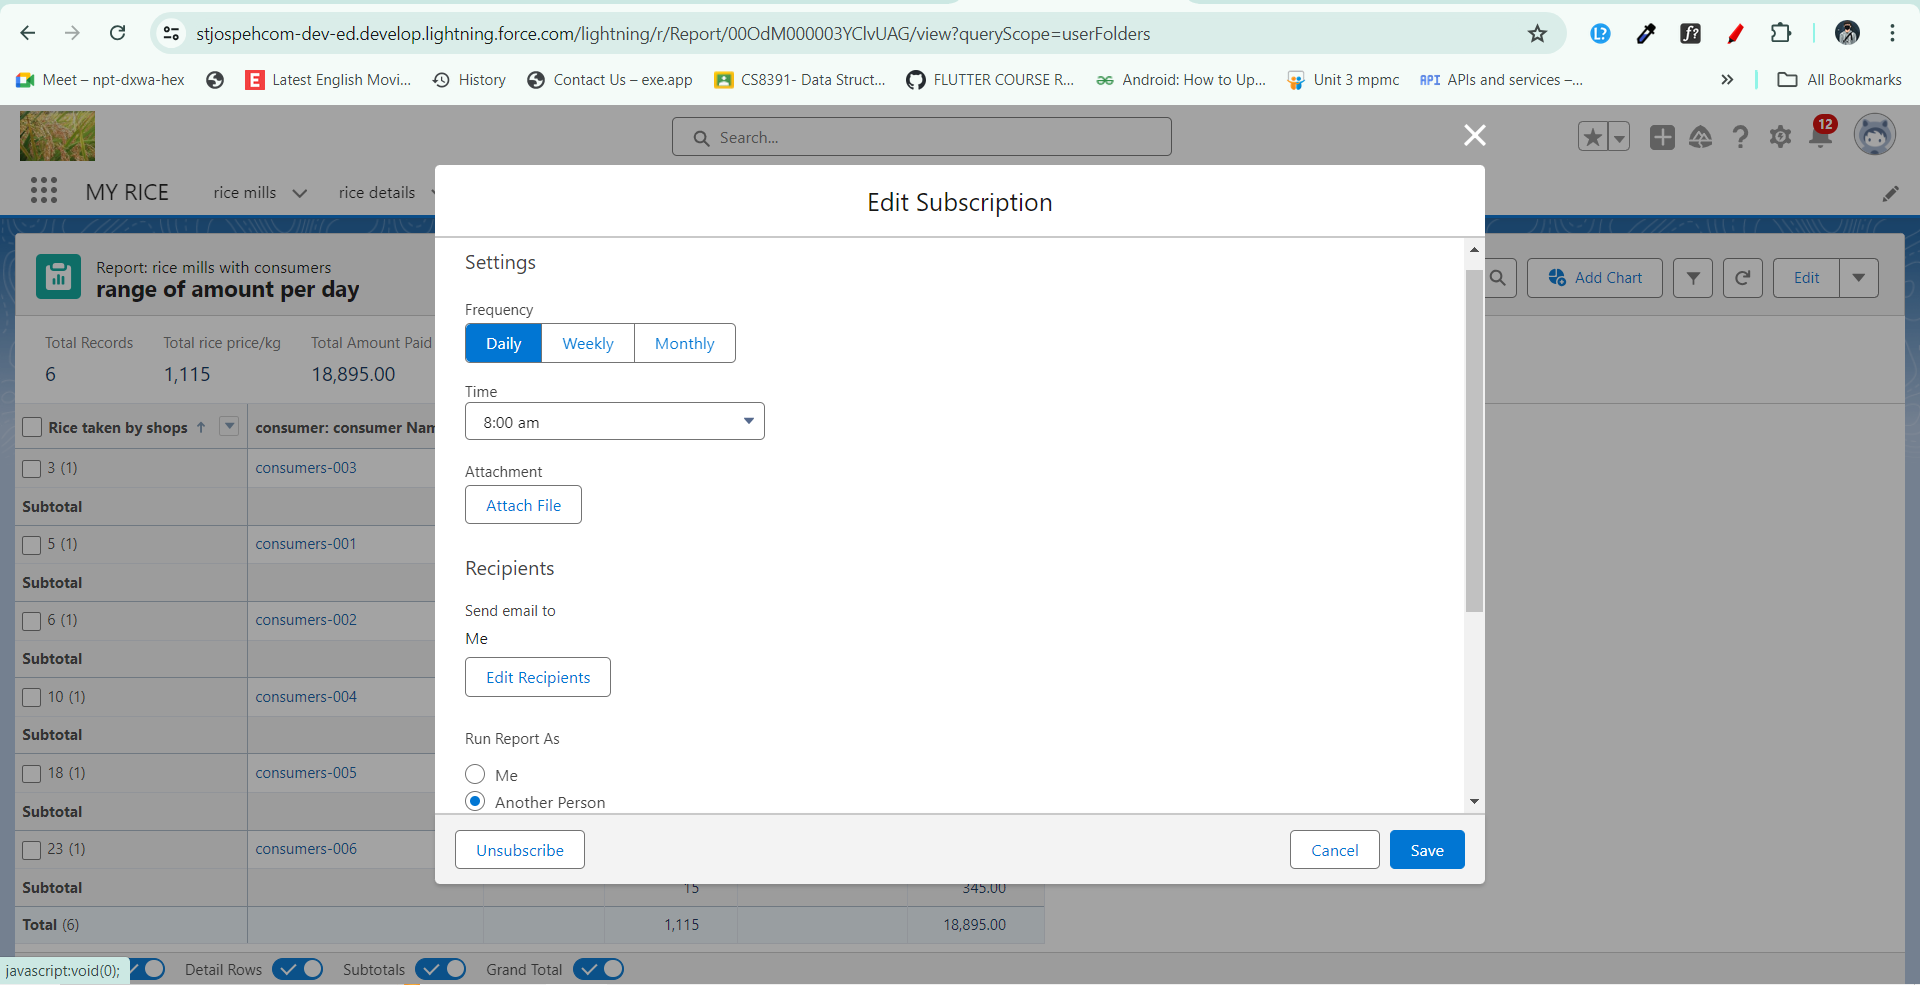 stjospehcom-dev-ed.develop.lightning.force.com/lightning/r/Report/00OdM000003YClvUAG/view?queryScope=userFolders
Meet – npt-dxwa-hex
Latest English Movi...
History
Contact Us – exe.app
CS8391- Data Struct...
FLUTTER COURSE R...
Android: How to Up...
Unit 3 mpmc
API APIs and services –...
»
All Bookmarks
Search...
12
MY RICE
rice mills
rice details
Report: rice mills with consumers
range of amount per day
Add Chart
Edit
Total Records
Total rice price/kg
Total Amount Paid
6
1,115
18,895.00
Rice taken by shops ↑
consumer: consumer Nam
3 (1)
consumers-003
Subtotal
5 (1)
consumers-001
Subtotal
6 (1)
consumers-002
Subtotal
10 (1)
consumers-004
Subtotal
18 (1)
consumers-005
Subtotal
23 (1)
consumers-006
Subtotal
15
345.00
Total (6)
1,115
18,895.00
javascript:void(0);
Detail Rows
Subtotals
Grand Total
Edit Subscription
Settings
Frequency
Daily
Weekly
Monthly
Time
8:00 am
Attachment
Attach File
Recipients
Send email to
Me
Edit Recipients
Run Report As
Me
Another Person
Unsubscribe
Cancel
Save